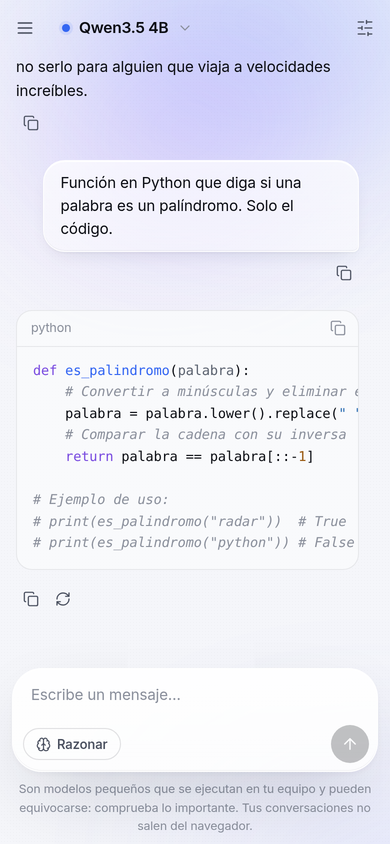 Qwen3.5 4B
no serlo para alguien que viaja a velocidades
increíbles.
Función en Python que diga si una
palabra es un palíndromo. Solo el
código.
python
def es_palindromo(palabra):
    # Convertir a minúsculas y eliminar
    palabra = palabra.lower().replace(" "
    # Comparar la cadena con su inversa
    return palabra == palabra[::-1]
# Ejemplo de uso:
# print(es_palindromo("radar"))  # True
# print(es_palindromo("python")) # False
Escribe un mensaje...
Razonar
Son modelos pequeños que se ejecutan en tu equipo y pueden
equivocarse: comprueba lo importante. Tus conversaciones no
salen del navegador.